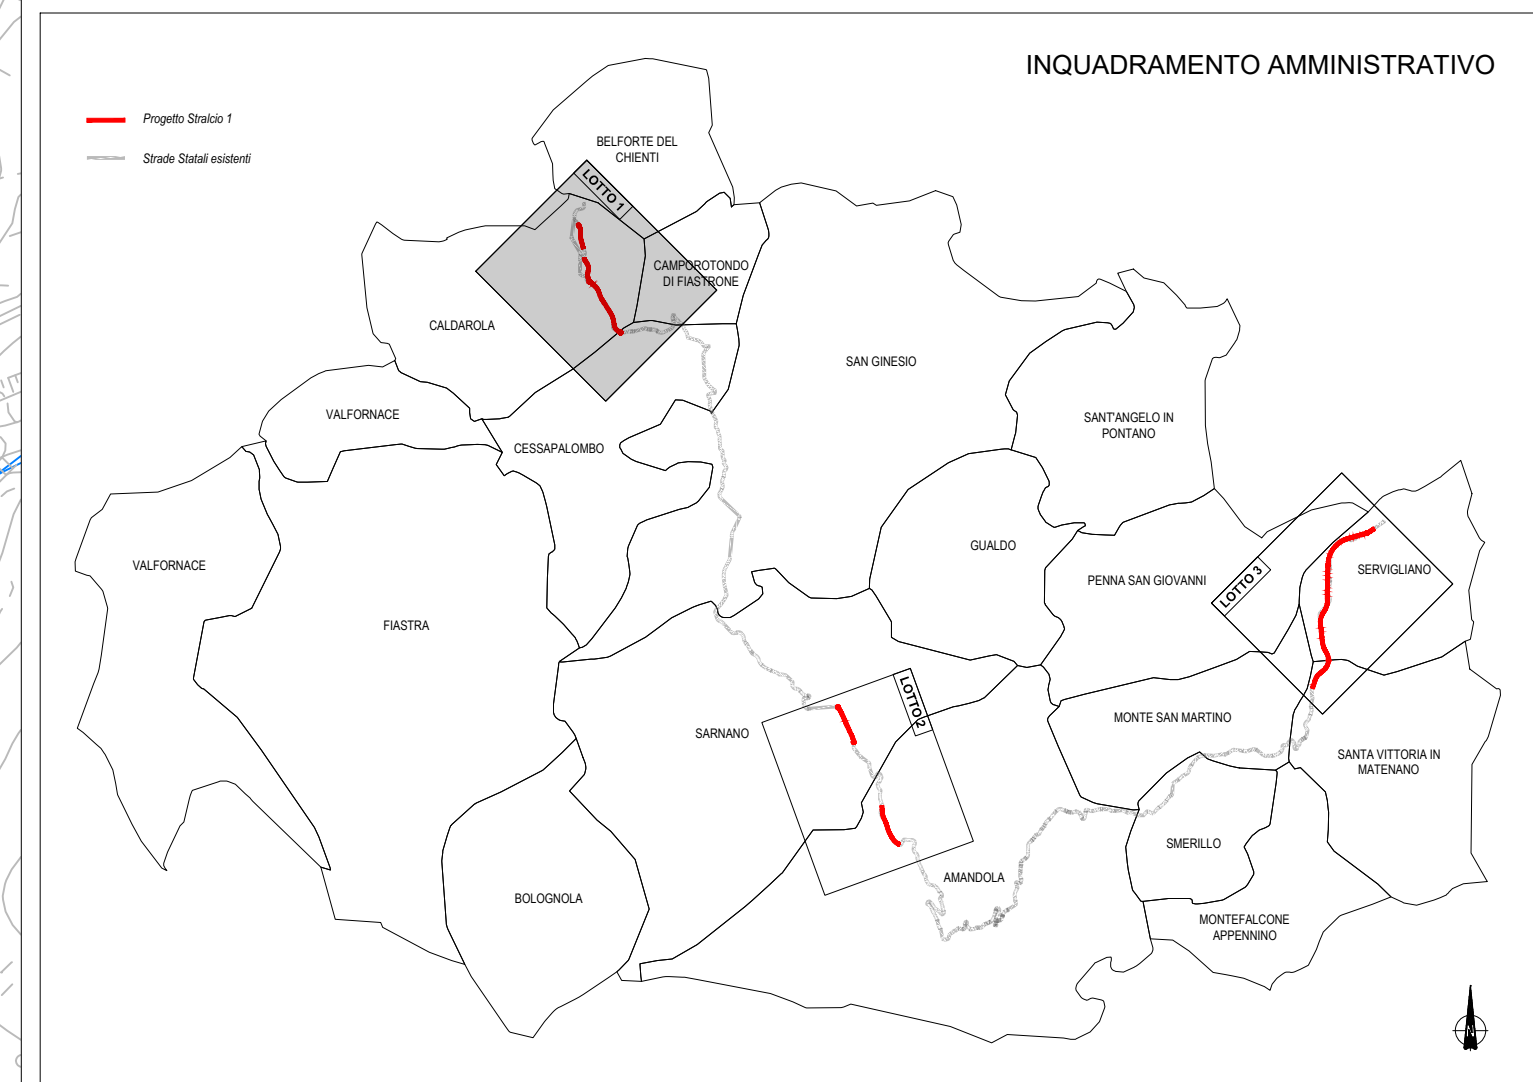 INQUADRAMENTO AMMINISTRATIVO
Progetto Stralcio 1
Strade Statali esistenti
BELFORTE DEL
CHIENTI
LOTTO 1
CAMPOROTONDO
DI FIASTRONE
CALDAROLA
SAN GINESIO
VALFORNACE
SANT'ANGELO IN
PONTANO
CESSAPALOMBO
GUALDO
VALFORNACE
PENNA SAN GIOVANNI
SERVIGLIANO
LOTTO 3
FIASTRA
LOTTO 2
SARNANO
MONTE SAN MARTINO
SANTA VITTORIA IN
MATENANO
SMERILLO
AMANDOLA
BOLOGNOLA
MONTEFALCONE
APPENNINO